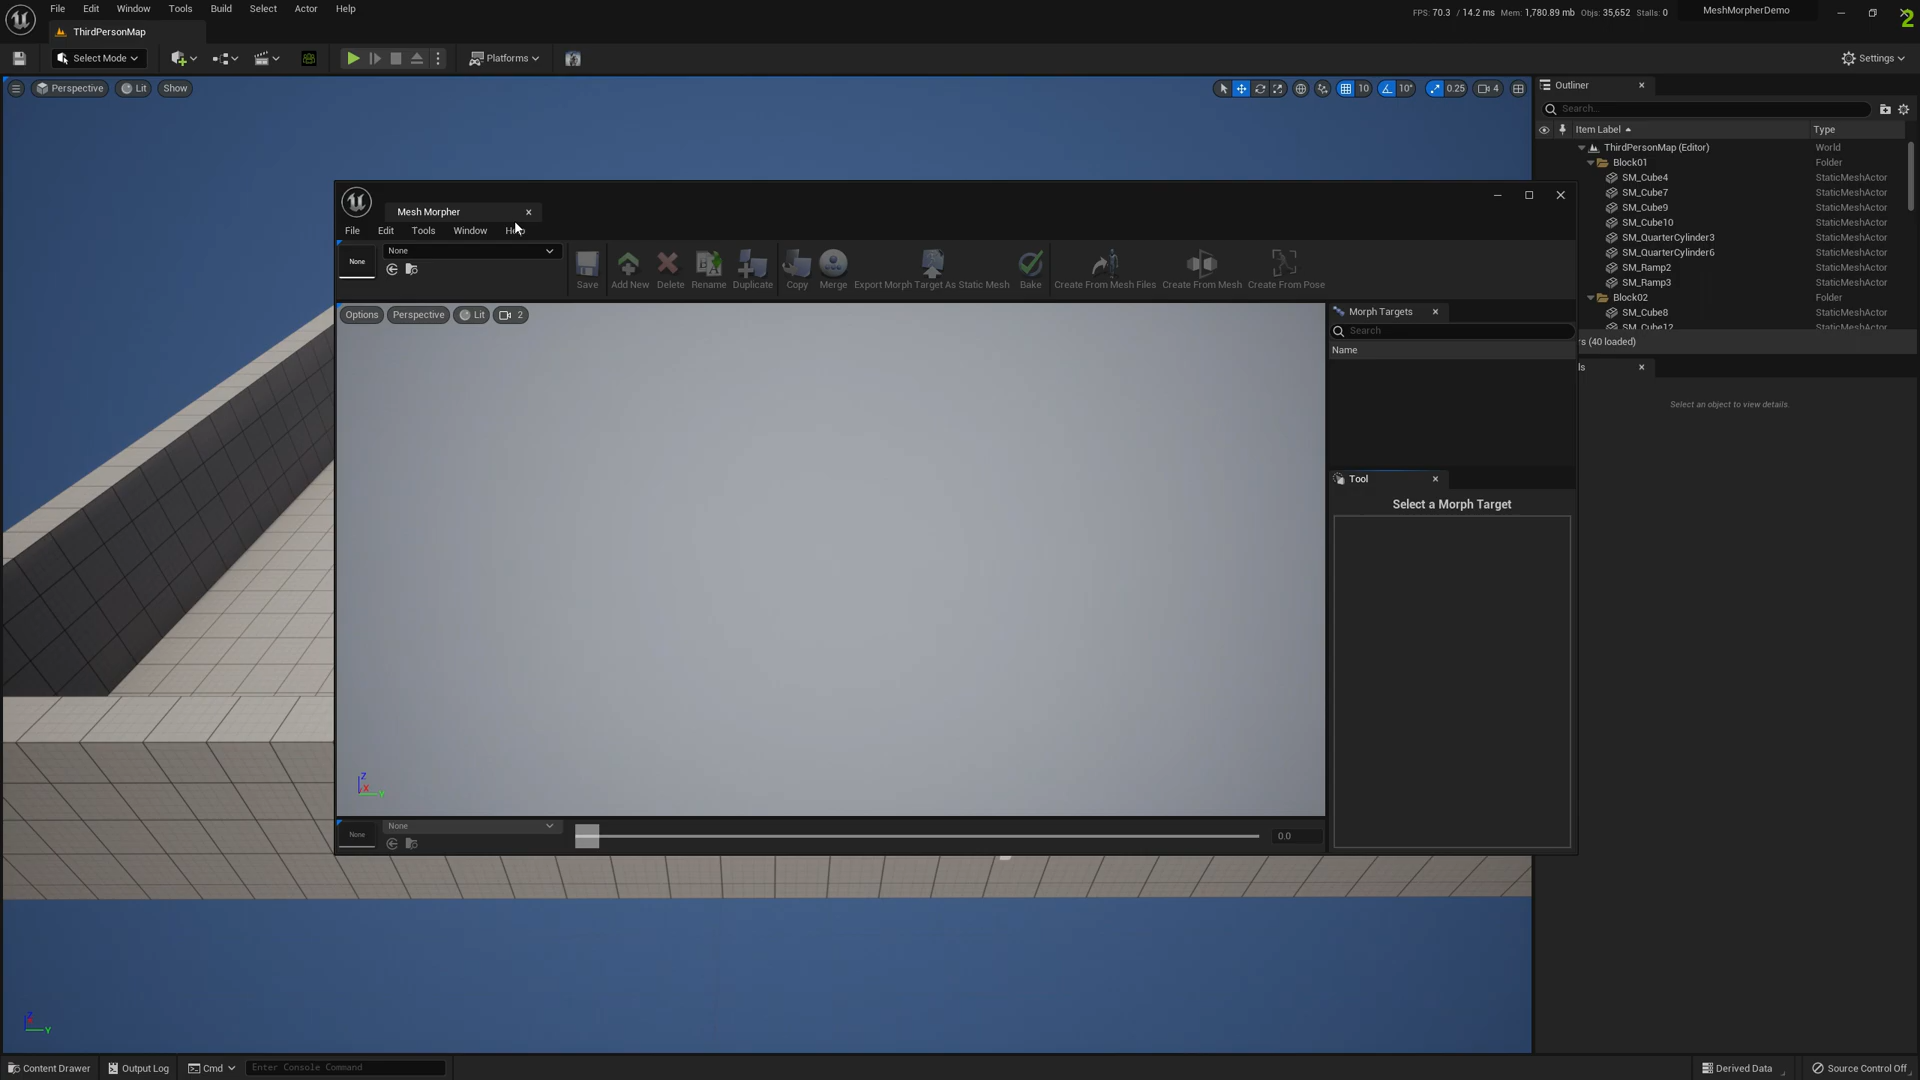 File Edit Window Tools Build Select Actor Help
FPS: 70.3 / 14.2 ms Mem: 1,780.89 mb Objs: 35,652 Stalls: 0
MeshMorpherDemo
2
ThirdPersonMap
Select Mode
Platforms
Settings
Perspective Lit Show
10 10° 0.25 4
Outliner
Search...
Item Label Type
ThirdPersonMap (Editor) World
Block01 Folder
SM_Cube4 StaticMeshActor
SM_Cube7 StaticMeshActor
SM_Cube9 StaticMeshActor
SM_Cube10 StaticMeshActor
SM_QuarterCylinder3 StaticMeshActor
SM_QuarterCylinder6 StaticMeshActor
SM_Ramp2 StaticMeshActor
SM_Ramp3 StaticMeshActor
Block02 Folder
SM_Cube8 StaticMeshActor
SM_Cube12 StaticMeshActor
rs (40 loaded)
ls
Select an object to view details.
Mesh Morpher
File Edit Tools Window Help
None
None
Save Add New Delete Rename Duplicate Copy Merge Export Morph Target As Static Mesh Bake Create From Mesh Files Create From Mesh Create From Pose
Options Perspective Lit 2
Morph Targets
Search
Name
Tool
Select a Morph Target
Z
X
Y
None
None
0.0
Z
Y
Content Drawer Output Log Cmd Enter Console Command
Derived Data Source Control Off